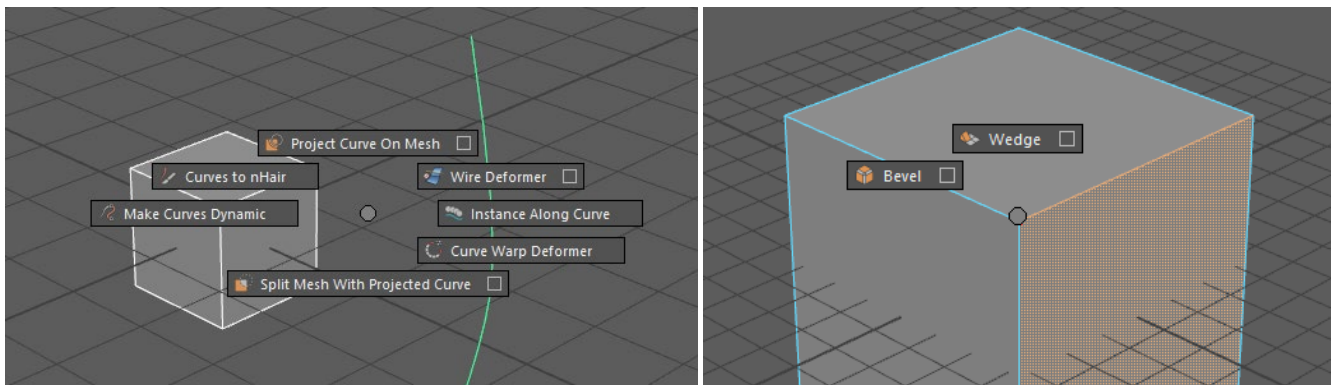 Project Curve On Mesh
Curves to nHair
Wire Deformer
Make Curves Dynamic
Instance Along Curve
Curve Warp Deformer
Split Mesh With Projected Curve
Wedge
Bevel